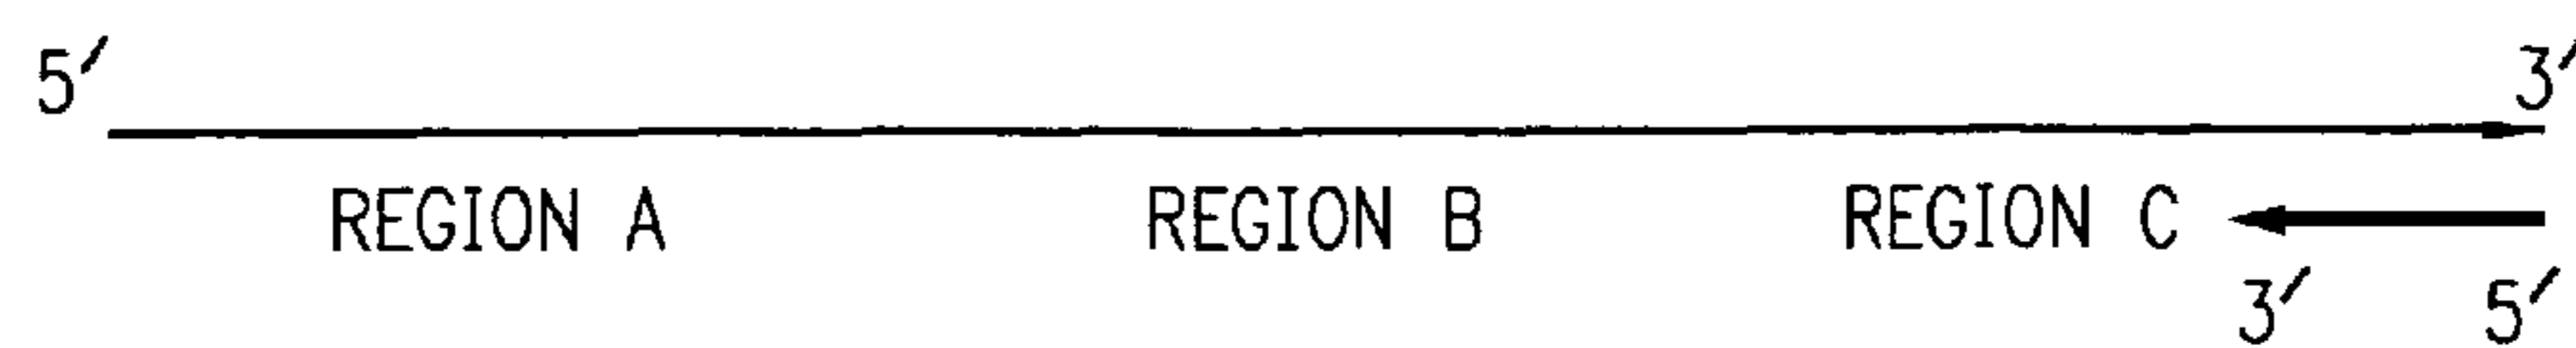 5′ 3′
REGION A REGION B REGION C
3′ 5′